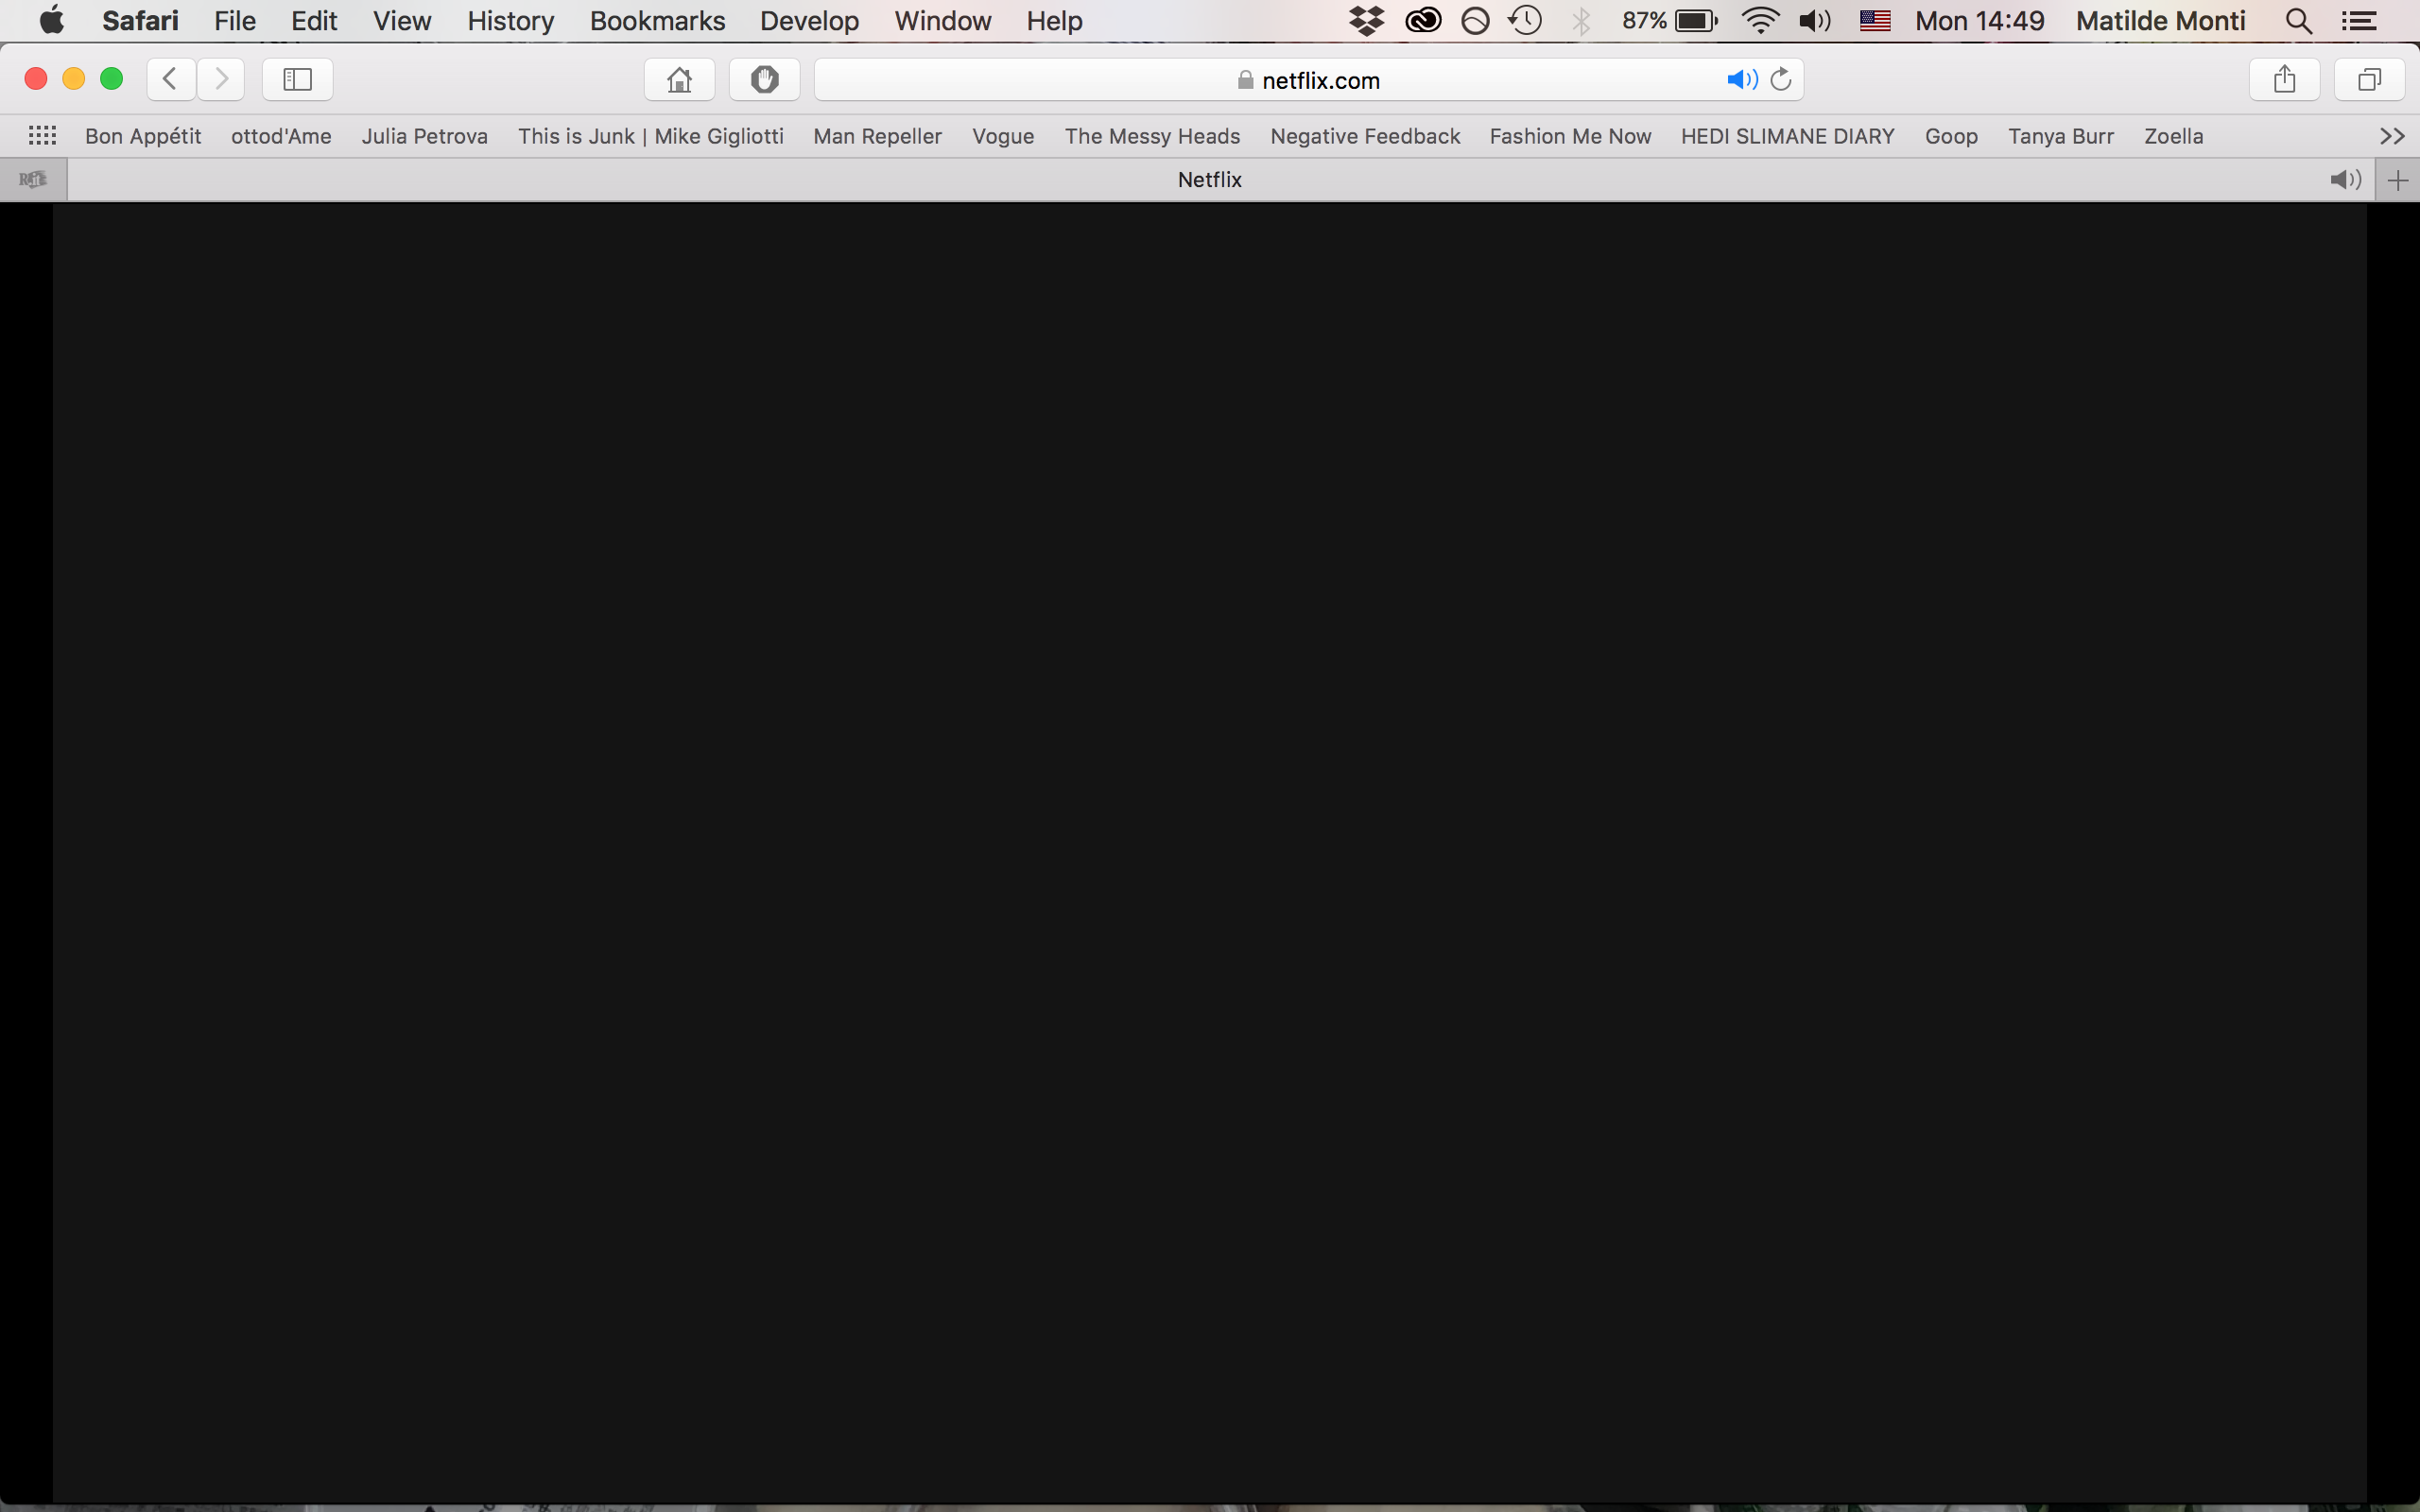 Safari File Edit View History Bookmarks Develop Window Help 87% Mon 14:49 Matilde Monti
netflix.com
Bon Appétit ottod'Ame Julia Petrova This is Junk | Mike Gigliotti Man Repeller Vogue The Messy Heads Negative Feedback Fashion Me Now HEDI SLIMANE DIARY Goop Tanya Burr Zoella
Netflix